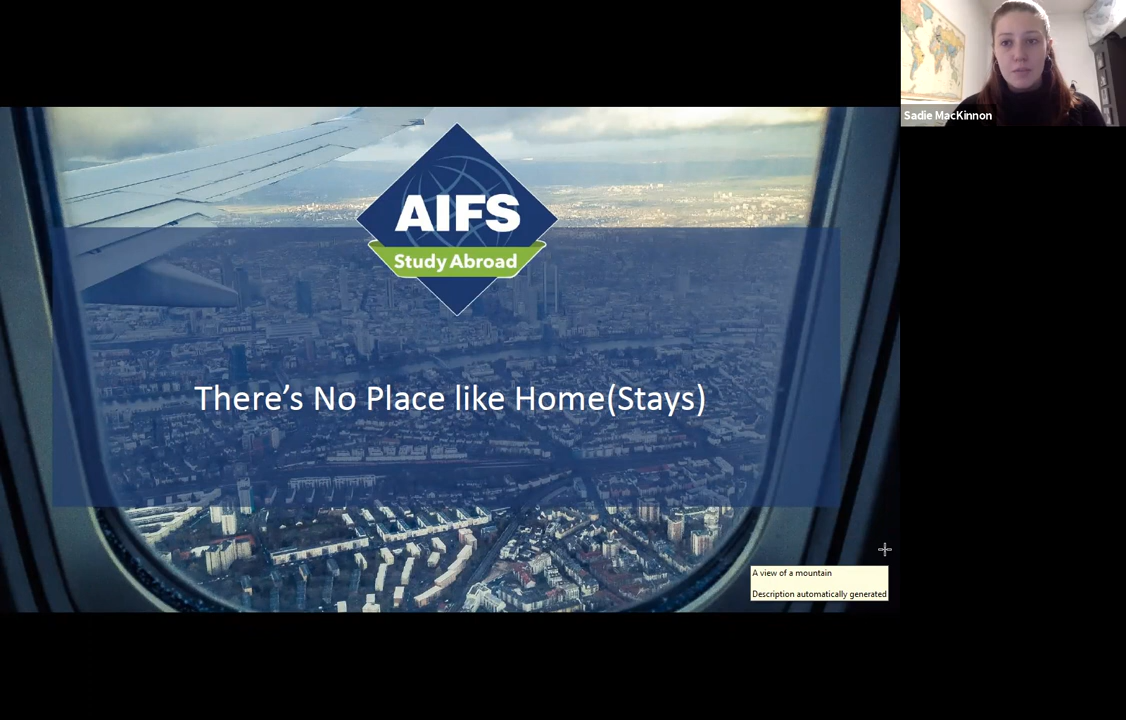 Sadie MacKinnon
AIFS
Study Abroad
There's No Place like Home(Stays)
A view of a mountain
Description automatically generated